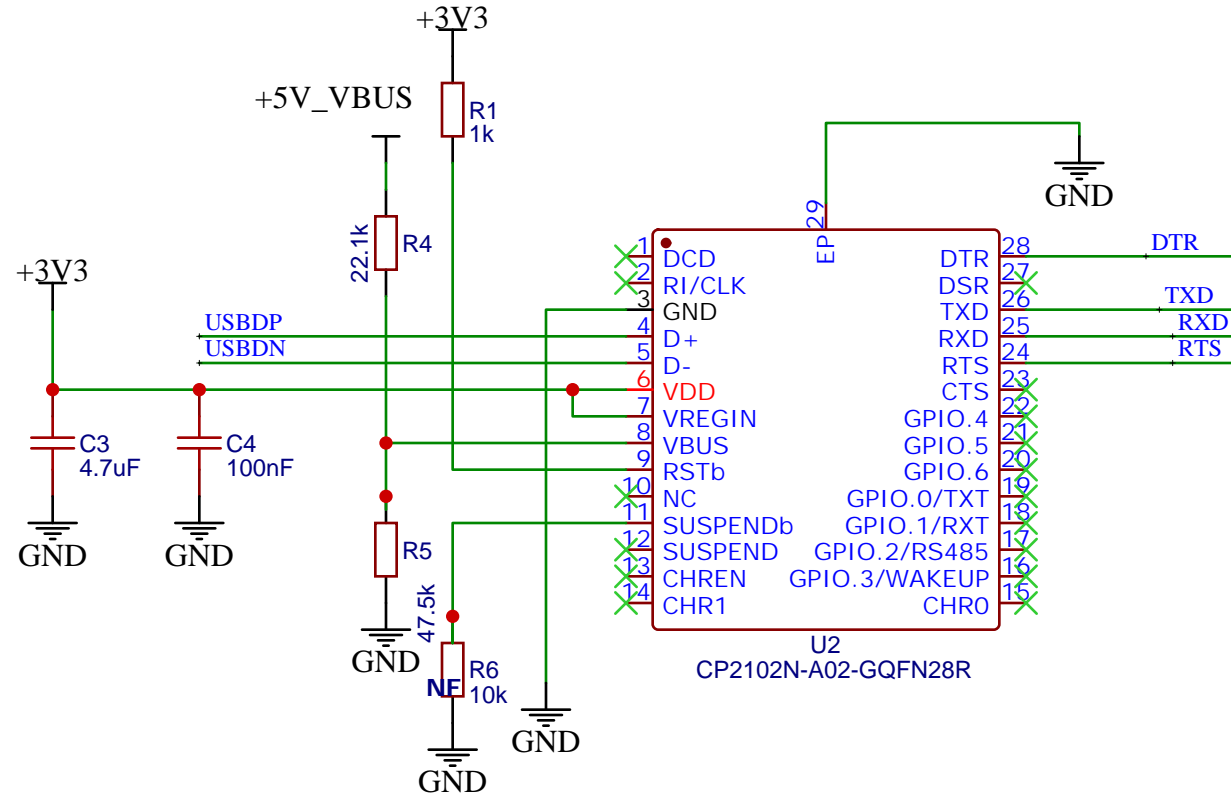 +3V3
+5V_VBUS
R1
1k
22.1k
R4
GND
EP
29
+3V3
USBDP
USBDN
C3
4.7uF
GND
C4
100nF
GND
R5
47.5k
GND
R6
NF
10k
GND
GND
1 DCD
2 RI/CLK
3 GND
4 D+
5 D-
6 VDD
7 VREGIN
8 VBUS
9 RSTb
10 NC
11 SUSPENDb
12 SUSPEND
13 CHREN
14 CHR1
DTR 28 DTR
DSR 27
TXD 26 TXD
RXD 25 RXD
RTS 24 RTS
CTS 23
GPIO.4 22
GPIO.5 21
GPIO.6 20
GPIO.0/TXT 19
GPIO.1/RXT 18
GPIO.2/RS485 17
GPIO.3/WAKEUP 16
CHR0 15
U2
CP2102N-A02-GQFN28R